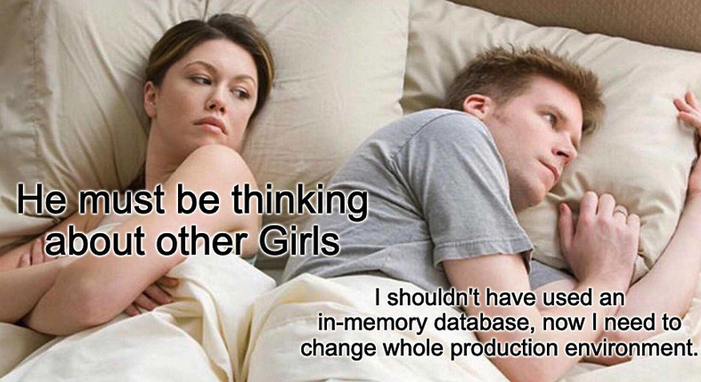 He must be thinking
about other Girls
I shouldn't have used an
in-memory database, now I need to
change whole production environment.